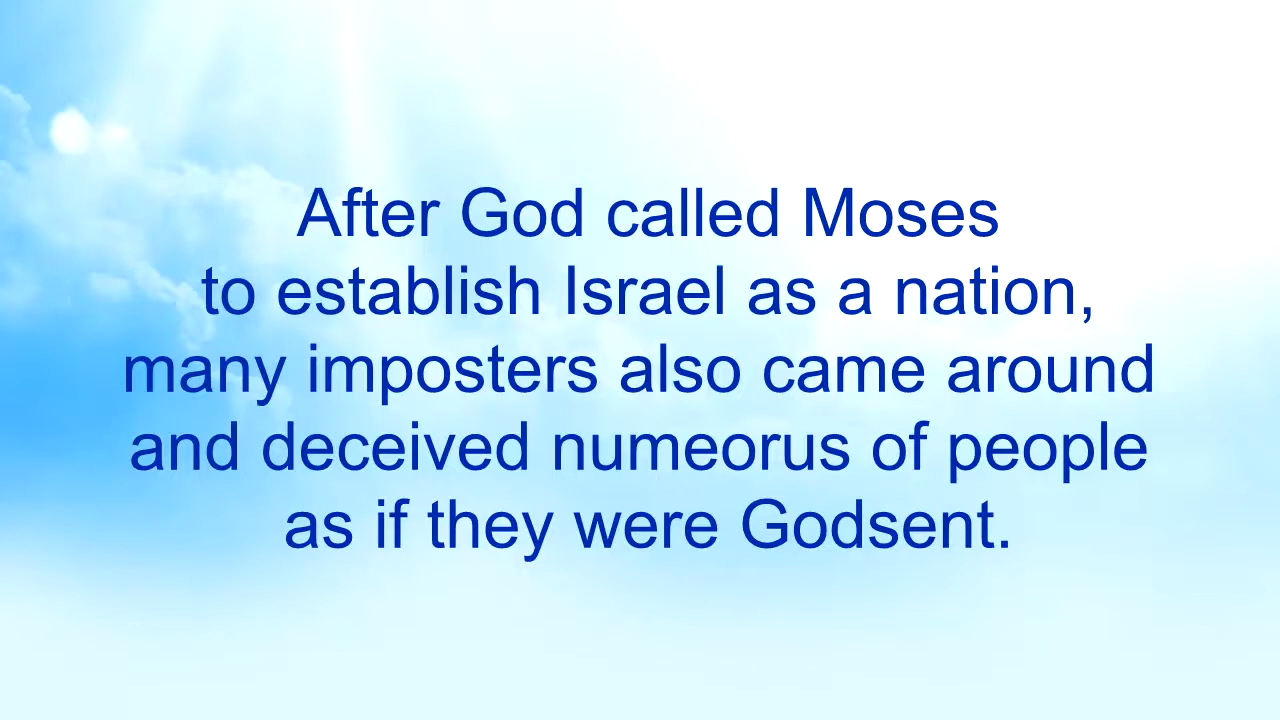 After God called Moses
to establish Israel as a nation,
many imposters also came around
and deceived numeorus of people
as if they were Godsent.